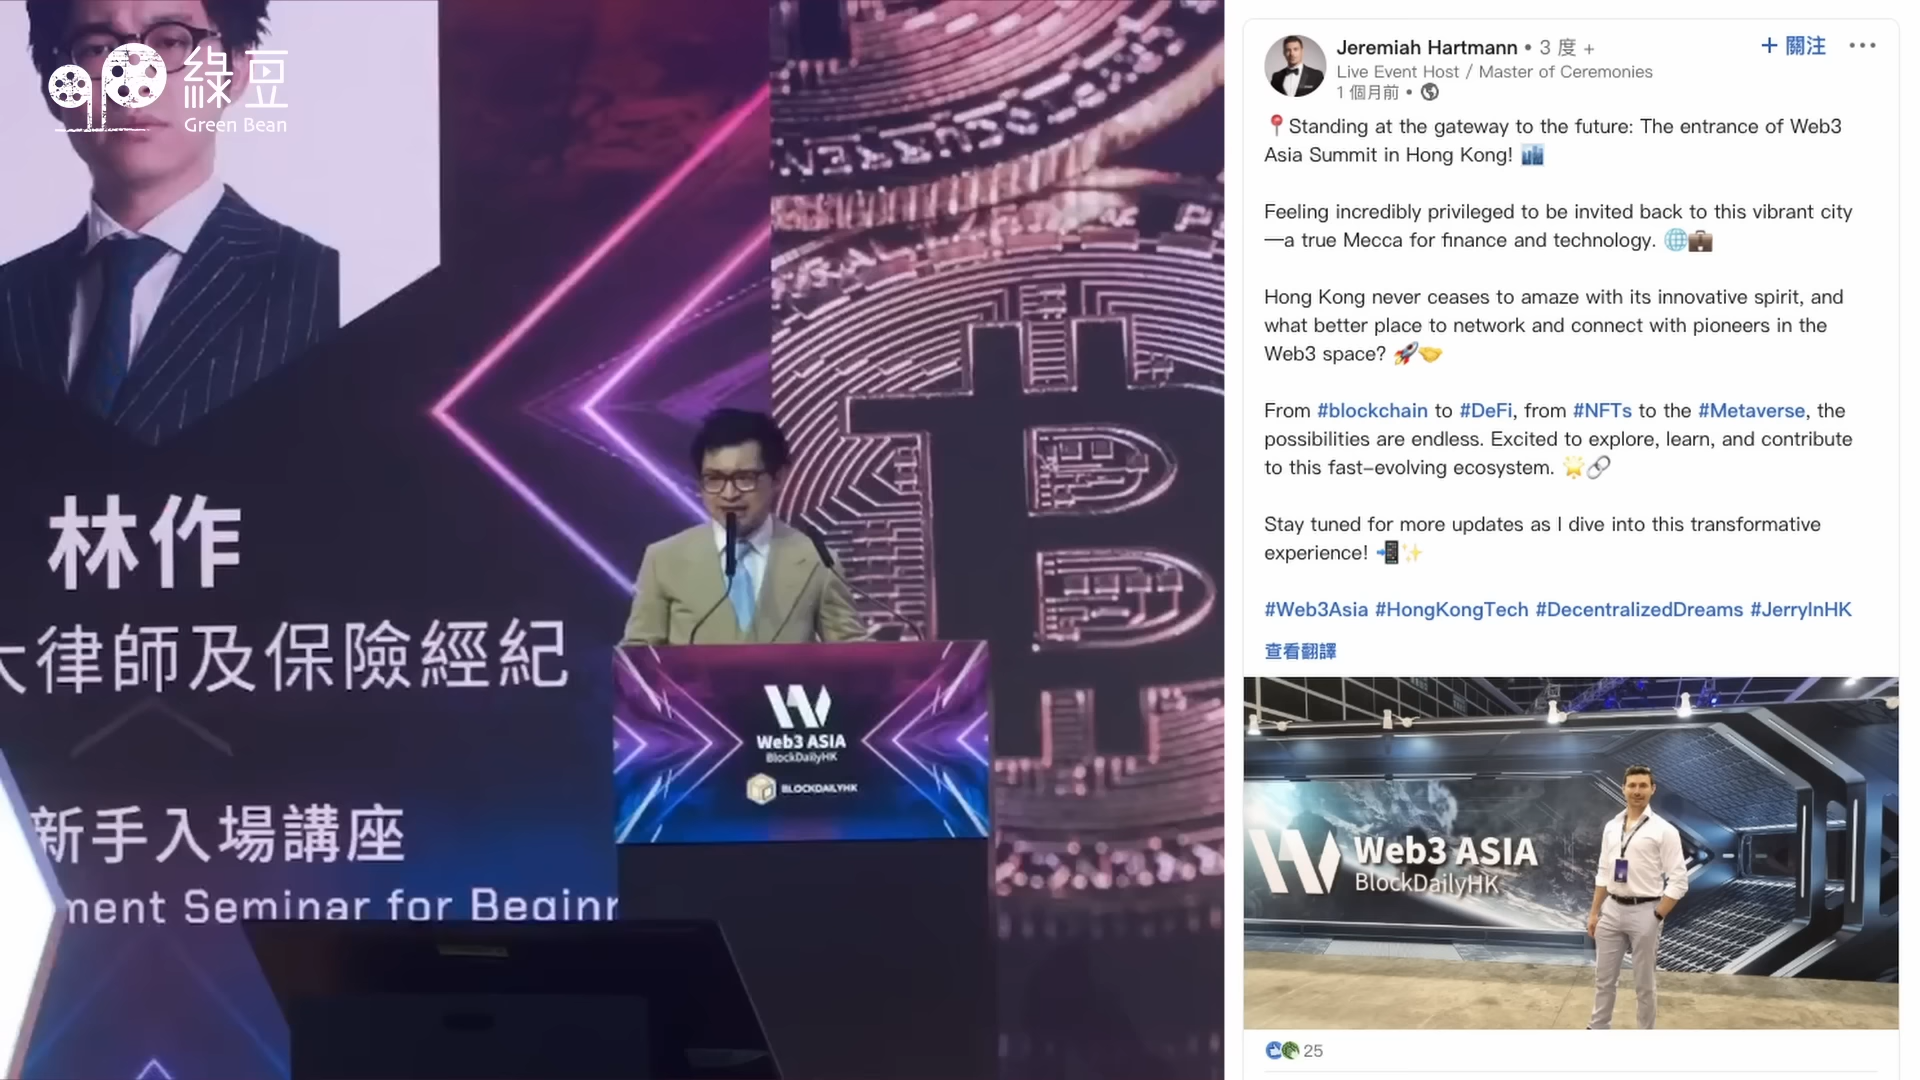 綠豆
Green Bean
林作
大律師及保險經紀
新手入場講座
ment Seminar for Beginn
Web3 ASIA
BlockDailyHK
BLOCKDAILYHK
Jeremiah Hartmann • 3 度 +
Live Event Host / Master of Ceremonies
1 個月前 •
+ 關注
📍Standing at the gateway to the future: The entrance of Web3
Asia Summit in Hong Kong! 🏙️
Feeling incredibly privileged to be invited back to this vibrant city
—a true Mecca for finance and technology. 🌐💼
Hong Kong never ceases to amaze with its innovative spirit, and
what better place to network and connect with pioneers in the
Web3 space? 🚀🤝
From #blockchain to #DeFi, from #NFTs to the #Metaverse, the
possibilities are endless. Excited to explore, learn, and contribute
to this fast-evolving ecosystem. 🌟🔗
Stay tuned for more updates as I dive into this transformative
experience! 📲✨
#Web3Asia #HongKongTech #DecentralizedDreams #JerryInHK
查看翻譯
Web3 ASIA
BlockDailyHK
25